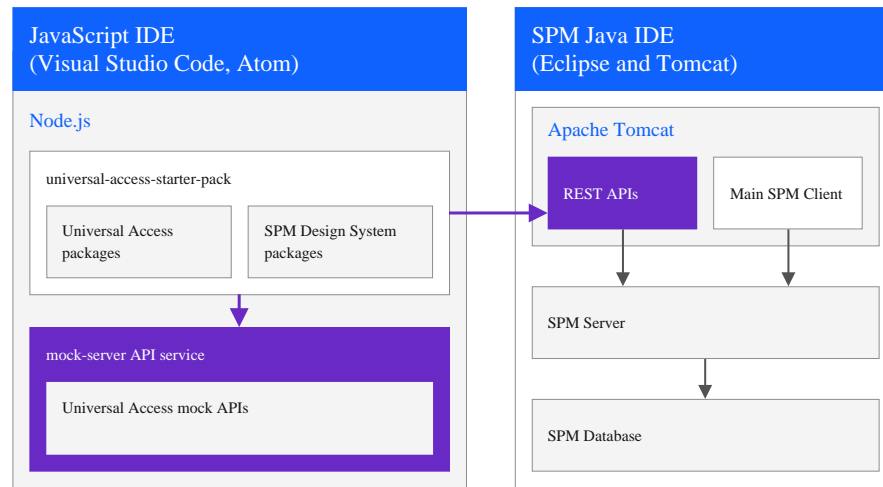 JavaScript IDE
(Visual Studio Code, Atom)
Node.js
universal-access-starter-pack
Universal Access
packages
SPM Design System
packages
mock-server API service
Universal Access mock APIs
SPM Java IDE
(Eclipse and Tomcat)
Apache Tomcat
REST APIs
Main SPM Client
SPM Server
SPM Database